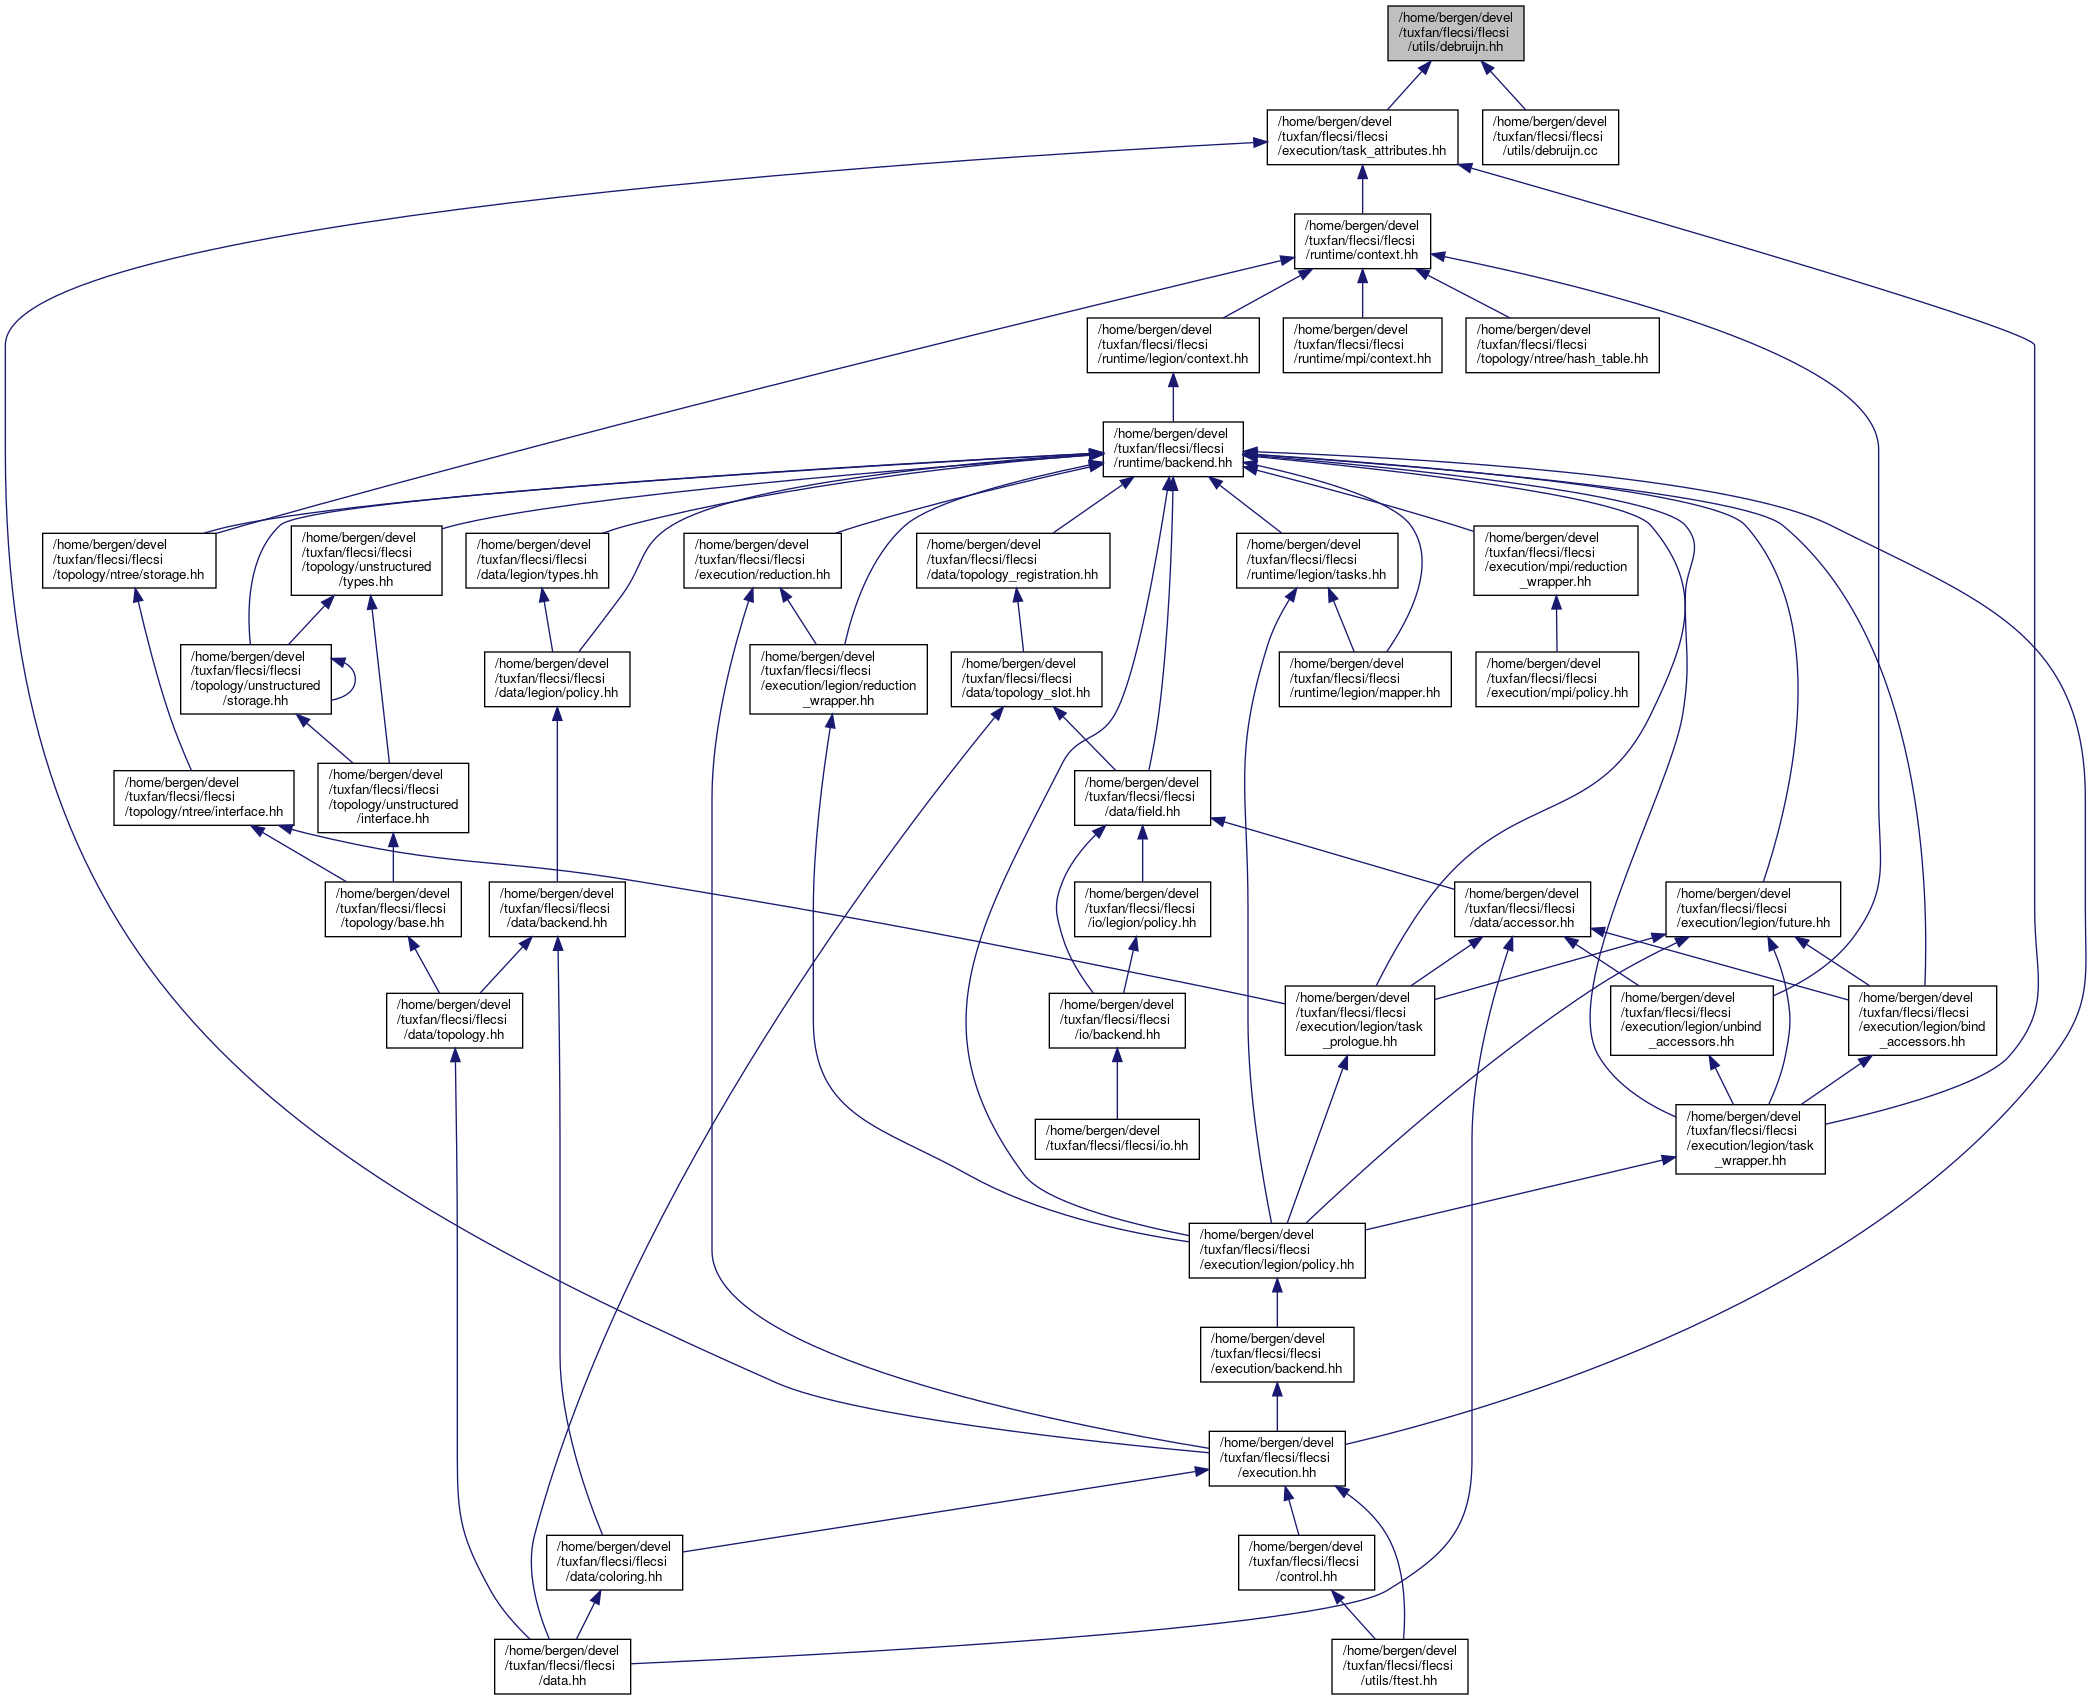 /home/bergen/devel
/tuxfan/flecsi/flecsi
/utils/debruijn.hh
/home/bergen/devel
/tuxfan/flecsi/flecsi
/execution/task_attributes.hh
/home/bergen/devel
/tuxfan/flecsi/flecsi
/utils/debruijn.cc
/home/bergen/devel
/tuxfan/flecsi/flecsi
/runtime/context.hh
/home/bergen/devel
/tuxfan/flecsi/flecsi
/runtime/legion/context.hh
/home/bergen/devel
/tuxfan/flecsi/flecsi
/runtime/mpi/context.hh
/home/bergen/devel
/tuxfan/flecsi/flecsi
/topology/ntree/hash_table.hh
/home/bergen/devel
/tuxfan/flecsi/flecsi
/runtime/backend.hh
/home/bergen/devel
/tuxfan/flecsi/flecsi
/topology/ntree/storage.hh
/home/bergen/devel
/tuxfan/flecsi/flecsi
/topology/unstructured
/types.hh
/home/bergen/devel
/tuxfan/flecsi/flecsi
/data/legion/types.hh
/home/bergen/devel
/tuxfan/flecsi/flecsi
/execution/reduction.hh
/home/bergen/devel
/tuxfan/flecsi/flecsi
/data/topology_registration.hh
/home/bergen/devel
/tuxfan/flecsi/flecsi
/runtime/legion/tasks.hh
/home/bergen/devel
/tuxfan/flecsi/flecsi
/execution/mpi/reduction
_wrapper.hh
/home/bergen/devel
/tuxfan/flecsi/flecsi
/topology/unstructured
/storage.hh
/home/bergen/devel
/tuxfan/flecsi/flecsi
/data/legion/policy.hh
/home/bergen/devel
/tuxfan/flecsi/flecsi
/execution/legion/reduction
_wrapper.hh
/home/bergen/devel
/tuxfan/flecsi/flecsi
/data/topology_slot.hh
/home/bergen/devel
/tuxfan/flecsi/flecsi
/runtime/legion/mapper.hh
/home/bergen/devel
/tuxfan/flecsi/flecsi
/execution/mpi/policy.hh
/home/bergen/devel
/tuxfan/flecsi/flecsi
/topology/ntree/interface.hh
/home/bergen/devel
/tuxfan/flecsi/flecsi
/topology/unstructured
/interface.hh
/home/bergen/devel
/tuxfan/flecsi/flecsi
/data/field.hh
/home/bergen/devel
/tuxfan/flecsi/flecsi
/topology/base.hh
/home/bergen/devel
/tuxfan/flecsi/flecsi
/data/backend.hh
/home/bergen/devel
/tuxfan/flecsi/flecsi
/io/legion/policy.hh
/home/bergen/devel
/tuxfan/flecsi/flecsi
/data/accessor.hh
/home/bergen/devel
/tuxfan/flecsi/flecsi
/execution/legion/future.hh
/home/bergen/devel
/tuxfan/flecsi/flecsi
/data/topology.hh
/home/bergen/devel
/tuxfan/flecsi/flecsi
/io/backend.hh
/home/bergen/devel
/tuxfan/flecsi/flecsi
/execution/legion/task
_prologue.hh
/home/bergen/devel
/tuxfan/flecsi/flecsi
/execution/legion/unbind
_accessors.hh
/home/bergen/devel
/tuxfan/flecsi/flecsi
/execution/legion/bind
_accessors.hh
/home/bergen/devel
/tuxfan/flecsi/flecsi/io.hh
/home/bergen/devel
/tuxfan/flecsi/flecsi
/execution/legion/task
_wrapper.hh
/home/bergen/devel
/tuxfan/flecsi/flecsi
/execution/legion/policy.hh
/home/bergen/devel
/tuxfan/flecsi/flecsi
/execution/backend.hh
/home/bergen/devel
/tuxfan/flecsi/flecsi
/execution.hh
/home/bergen/devel
/tuxfan/flecsi/flecsi
/data/coloring.hh
/home/bergen/devel
/tuxfan/flecsi/flecsi
/control.hh
/home/bergen/devel
/tuxfan/flecsi/flecsi
/data.hh
/home/bergen/devel
/tuxfan/flecsi/flecsi
/utils/ftest.hh